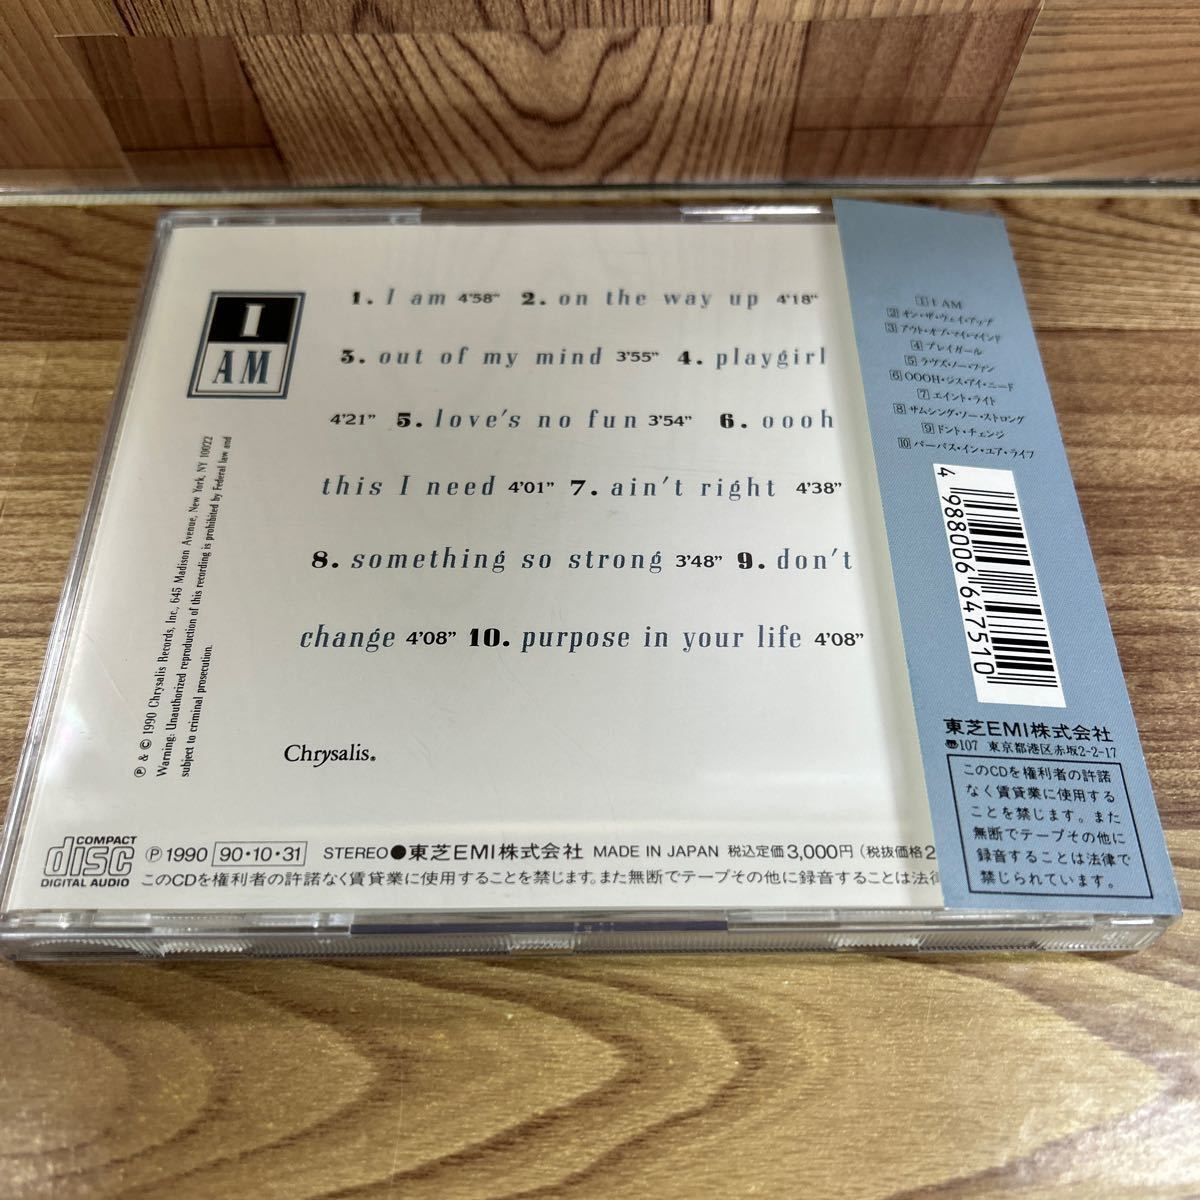 I
AM
1. I am 4'58" 2. on the way up 4'18"
3. out of my mind 3'55" 4. playgirl
4'21" 5. love's no fun 3'54" 6. oooh
this I need 4'01" 7. ain't right 4'38"
8. something so strong 3'48" 9. don't
change 4'08" 10. purpose in your life 4'08"
Ⓟ & © 1990 Chrysalis Records, Inc., 645 Madison Avenue, New York, NY 10022
Warning: Unauthorized reproduction of this recording is prohibited by Federal law and
subject to criminal prosecution.
Chrysalis®
COMPACT
disc
DIGITAL AUDIO
Ⓟ1990 90・10・31 STEREO●東芝EMI株式会社 MADE IN JAPAN 税込定価3,000円(税抜価格2
このCDを権利者の許諾なく賃貸業に使用することを禁じます。また無断でテープその他に録音することは法律
1 I AM
2 オン・ザ・ウェイ・アップ
3 アウト・オブ・マイ・マインド
4 プレイガール
5 ラヴズ・ノー・ファン
6 OOOH・ジス・アイ・ニード
7 エイント・ライト
8 サムシング・ソー・ストロング
9 ドント・チェンジ
10 パーパス・イン・ユア・ライフ
4 988006 647510
東芝EMI株式会社
〠107 東京都港区赤坂2-2-17
このCDを権利者の許諾
なく賃貸業に使用する
ことを禁じます。また
無断でテープその他に
録音することは法律で
禁じられています。